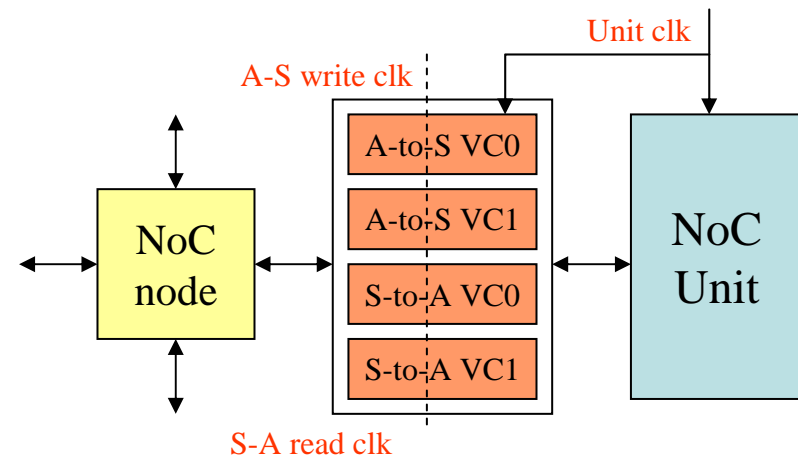 Unit clk
A-S write clk
A-to-S VC0
A-to-S VC1
S-to-A VC0
S-to-A VC1
NoC
node
NoC
Unit
S-A read clk